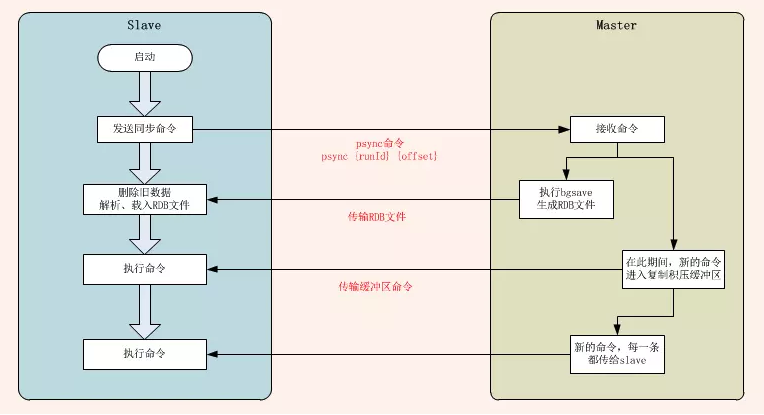 Slave
Master
启动
发送同步命令
接收命令
psync命令
psync {runId} {offset}
删除旧数据
解析、载入RDB文件
执行bgsave
生成RDB文件
传输RDB文件
执行命令
在此期间，新的命令
进入复制积压缓冲区
传输缓冲区命令
执行命令
新的命令，每一条
都传给slave